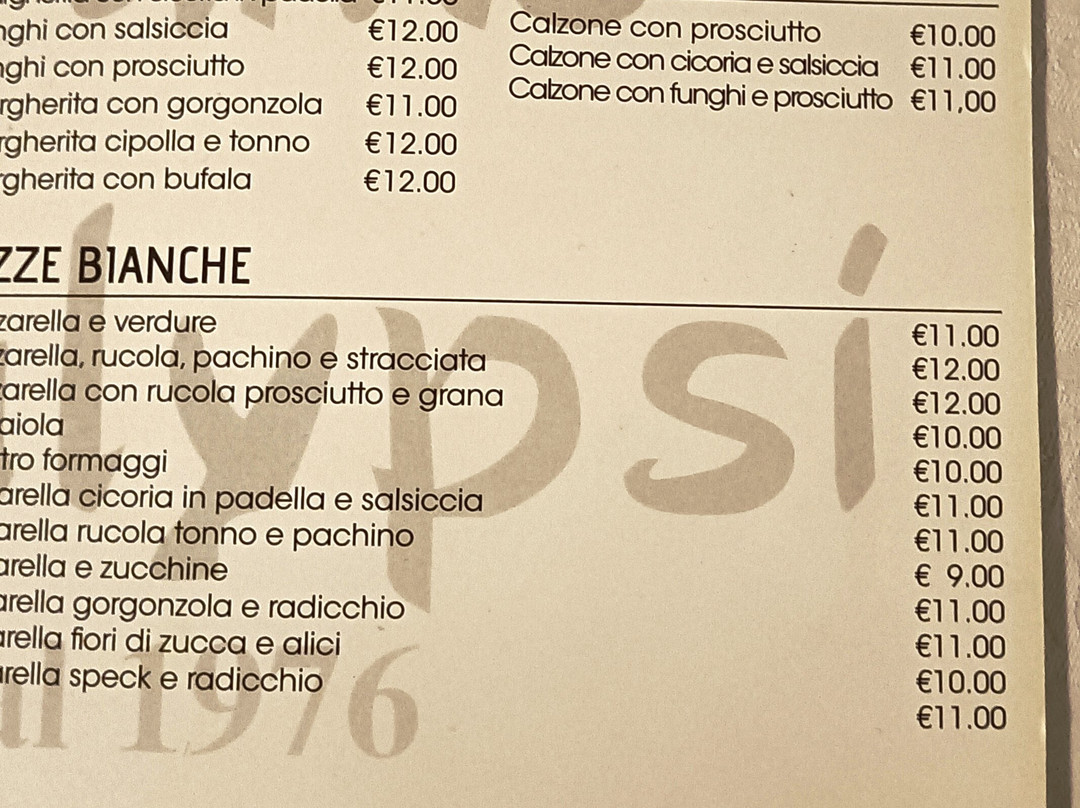 nghi con salsiccia €12.00
nghi con prosciutto €12.00
rgherita con gorgonzola €11.00
rgherita cipolla e tonno €12.00
rgherita con bufala €12.00
Calzone con prosciutto €10.00
Calzone con cicoria e salsiccia €11.00
Calzone con funghi e prosciutto €11,00
ZZE BIANCHE
zarella e verdure €11.00
zarella, rucola, pachino e stracciata €12.00
zarella con rucola prosciutto e grana €12.00
aiola €10.00
tro formaggi €10.00
arella cicoria in padella e salsiccia €11.00
arella rucola tonno e pachino €11.00
arella e zucchine € 9.00
arella gorgonzola e radicchio €11.00
arella fiori di zucca e alici €11.00
arella speck e radicchio €10.00
€11.00
lypsi
1976